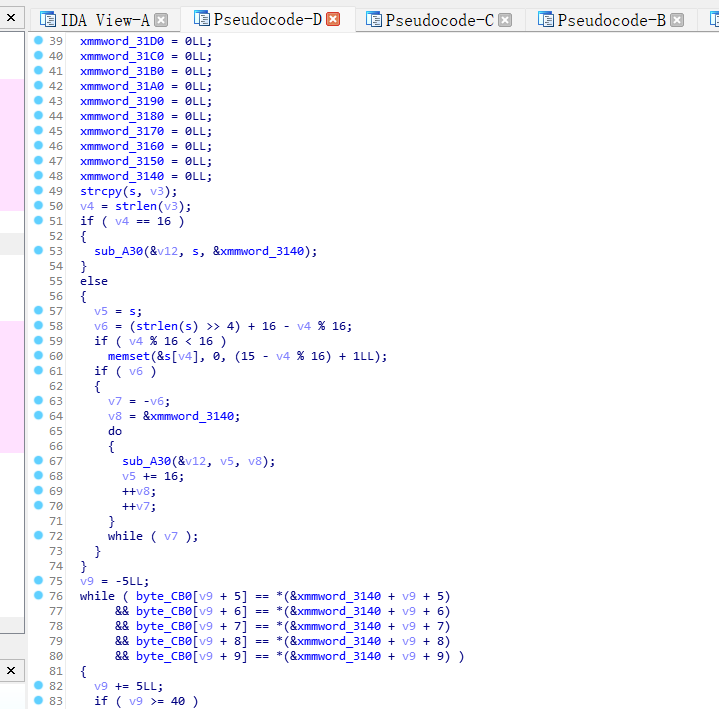 IDA View-A Pseudocode-D Pseudocode-C Pseudocode-B
39 xmmword_31D0 = 0LL;
40 xmmword_31C0 = 0LL;
41 xmmword_31B0 = 0LL;
42 xmmword_31A0 = 0LL;
43 xmmword_3190 = 0LL;
44 xmmword_3180 = 0LL;
45 xmmword_3170 = 0LL;
46 xmmword_3160 = 0LL;
47 xmmword_3150 = 0LL;
48 xmmword_3140 = 0LL;
49 strcpy(s, v3);
50 v4 = strlen(v3);
51 if ( v4 == 16 )
52 {
53 sub_A30(&v12, s, &xmmword_3140);
54 }
55 else
56 {
57 v5 = s;
58 v6 = (strlen(s) >> 4) + 16 - v4 % 16;
59 if ( v4 % 16 < 16 )
60 memset(&s[v4], 0, (15 - v4 % 16) + 1LL);
61 if ( v6 )
62 {
63 v7 = -v6;
64 v8 = &xmmword_3140;
65 do
66 {
67 sub_A30(&v12, v5, v8);
68 v5 += 16;
69 ++v8;
70 ++v7;
71 }
72 while ( v7 );
73 }
74 }
75 v9 = -5LL;
76 while ( byte_CB0[v9 + 5] == *(&xmmword_3140 + v9 + 5)
77 && byte_CB0[v9 + 6] == *(&xmmword_3140 + v9 + 6)
78 && byte_CB0[v9 + 7] == *(&xmmword_3140 + v9 + 7)
79 && byte_CB0[v9 + 8] == *(&xmmword_3140 + v9 + 8)
80 && byte_CB0[v9 + 9] == *(&xmmword_3140 + v9 + 9) )
81 {
82 v9 += 5LL;
83 if ( v9 >= 40 )